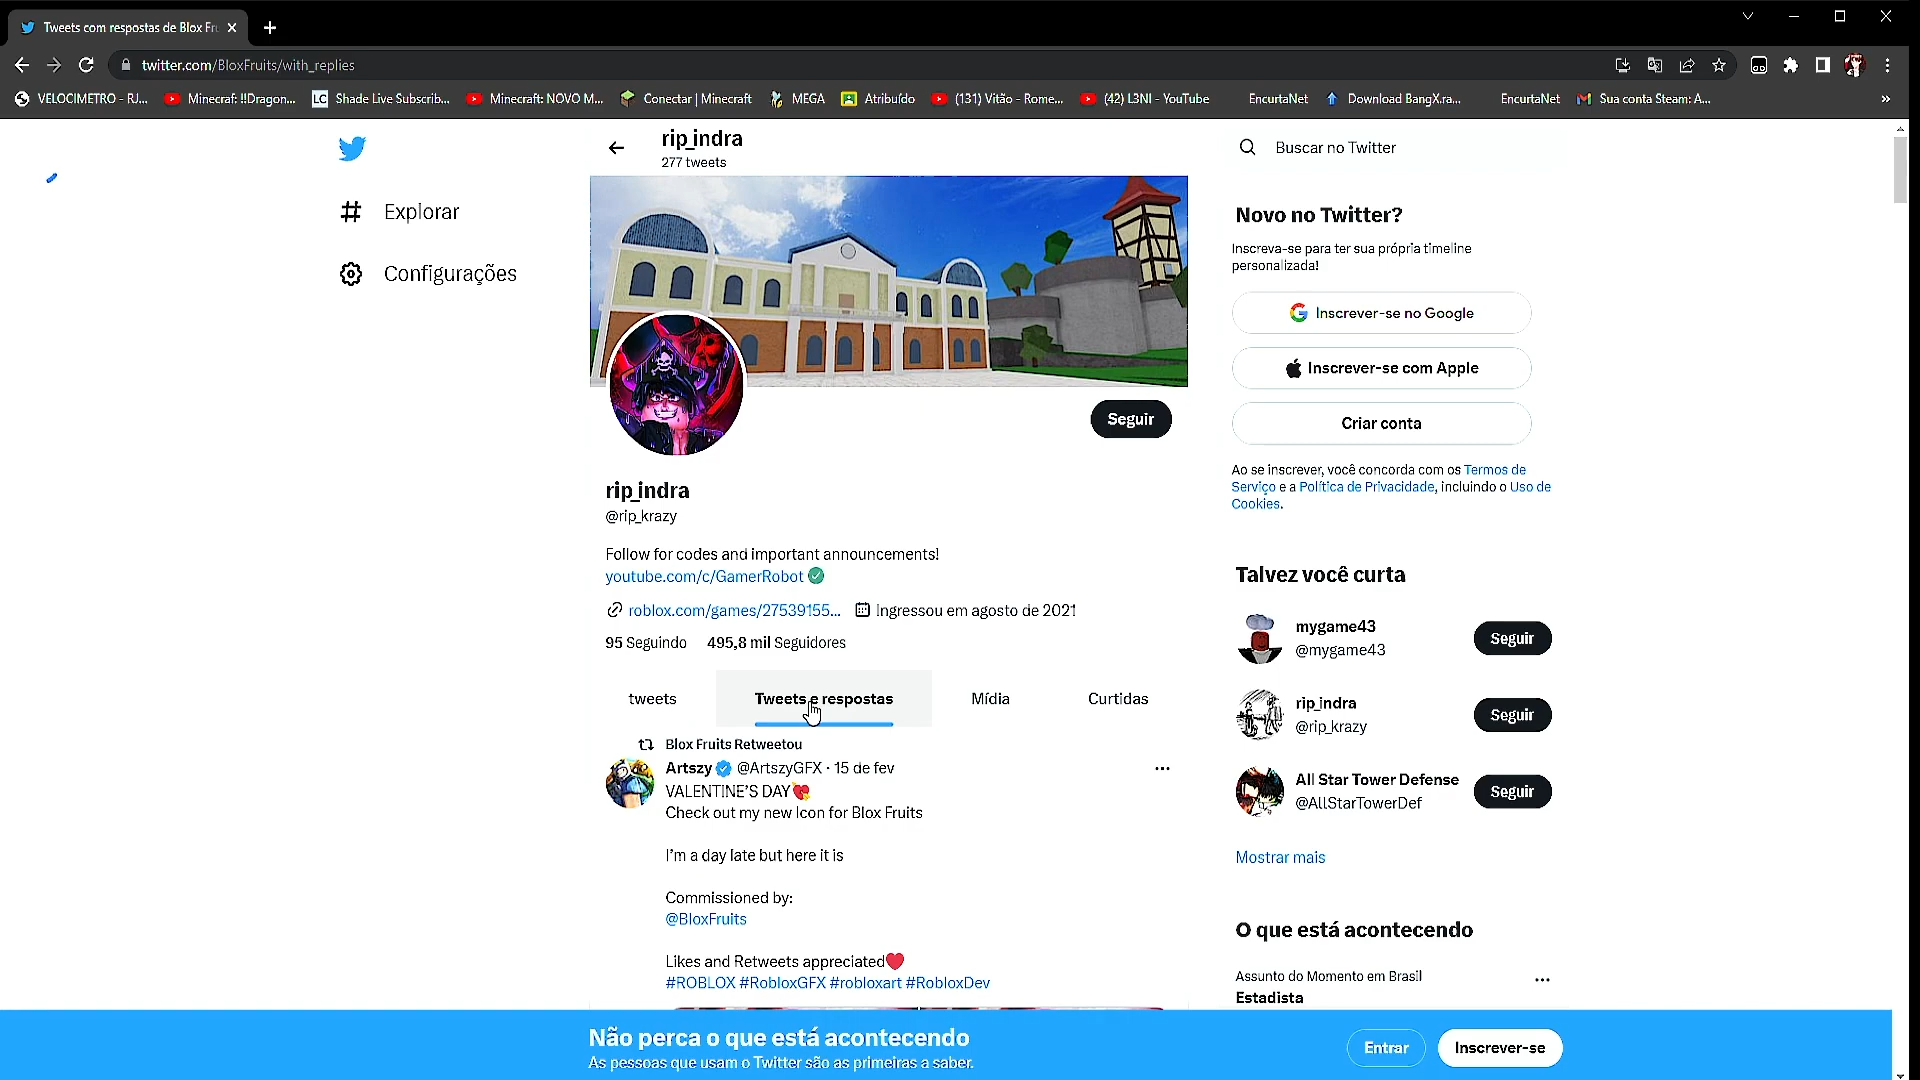 Tweets com respostas de Blox Fru
twitter.com/BloxFruits/with_replies
VELOCIMETRO - RJ...
Minecraf: !!Dragon...
LC Shade Live Subscrib...
Minecraft: NOVO M...
Conectar | Minecraft
MEGA
Atribuído
(131) Vitão - Rome...
(42) L3NI - YouTube
EncurtaNet
Download BangX.ra...
EncurtaNet
Sua conta Steam: A...
»
Explorar
Configurações
rip_indra
277 tweets
Seguir
rip_indra
@rip_krazy
Follow for codes and important announcements!
youtube.com/c/GamerRobot
roblox.com/games/27539155... Ingressou em agosto de 2021
95 Seguindo 495,8 mil Seguidores
tweets Tweets e respostas Mídia Curtidas
Blox Fruits Retweetou
Artszy @ArtszyGFX · 15 de fev
VALENTINE'S DAY💘
Check out my new Icon for Blox Fruits
I'm a day late but here it is
Commissioned by:
@BloxFruits
Likes and Retweets appreciated❤️
#ROBLOX #RobloxGFX #robloxart #RobloxDev
Buscar no Twitter
Novo no Twitter?
Inscreva-se para ter sua própria timeline
personalizada!
Inscrever-se no Google
Inscrever-se com Apple
Criar conta
Ao se inscrever, você concorda com os Termos de
Serviço e a Política de Privacidade, incluindo o Uso de
Cookies.
Talvez você curta
mygame43
@mygame43
Seguir
rip_indra
@rip_krazy
Seguir
All Star Tower Defense
@AllStarTowerDef
Seguir
Mostrar mais
O que está acontecendo
Assunto do Momento em Brasil
Estadista
Não perca o que está acontecendo
As pessoas que usam o Twitter são as primeiras a saber.
Entrar
Inscrever-se